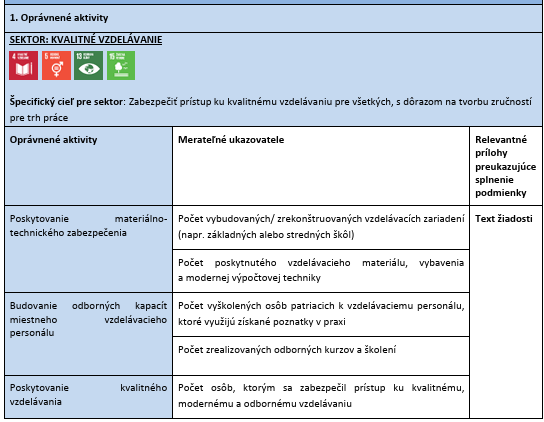 1. Oprávnené aktivity
SEKTOR: KVALITNÉ VZDELÁVANIE
4
5
13
15
Špecifický cieľ pre sektor: Zabezpečiť prístup ku kvalitnému vzdelávaniu pre všetkých, s dôrazom na tvorbu zručností
pre trh práce
Oprávnené aktivity
Merateľné ukazovatele
Relevantné
prílohy
preukazujúce
splnenie
podmienky
Poskytovanie materiálno-
technického zabezpečenia
Počet vybudovaných/ zrekonštruovaných vzdelávacích zariadení
(napr. základných alebo stredných škôl)
Text žiadosti
Počet poskytnutého vzdelávacieho materiálu, vybavenia
a modernej výpočtovej techniky
Budovanie odborných kapacít
miestneho vzdelávacieho
personálu
Počet vyškolených osôb patriacich k vzdelávaciemu personálu,
ktoré využijú získané poznatky v praxi
Počet zrealizovaných odborných kurzov a školení
Poskytovanie kvalitného
vzdelávania
Počet osôb, ktorým sa zabezpečil prístup ku kvalitnému,
modernému a odbornému vzdelávaniu